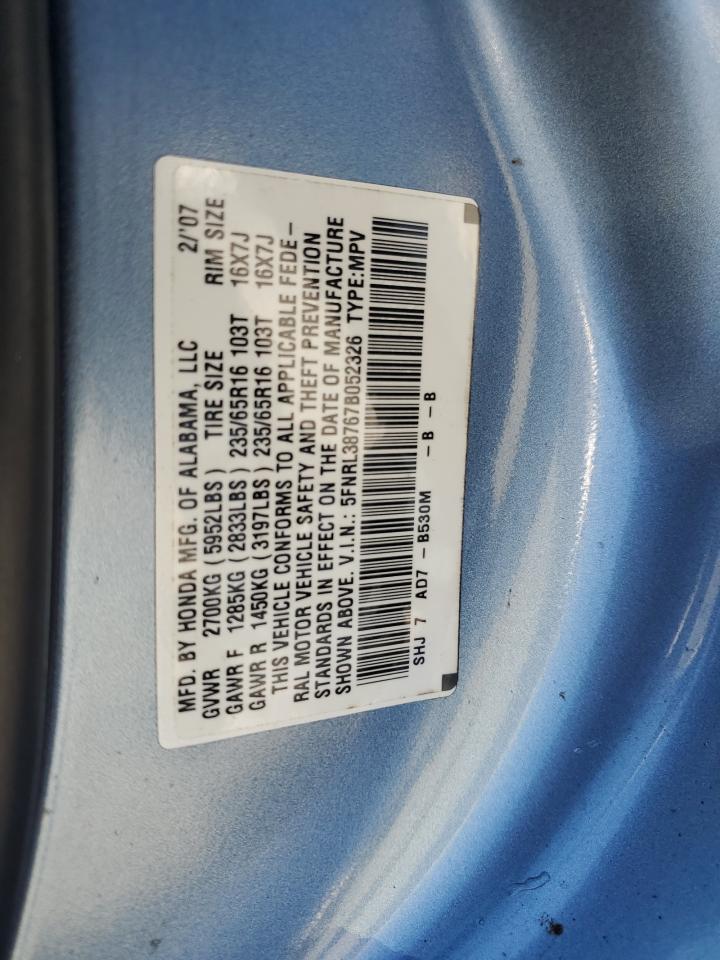 MFD. BY HONDA MFG. OF ALABAMA, LLC 2/'07
GVWR 2700KG (5952LBS) TIRE SIZE RIM SIZE
GAWR F 1285KG (2833LBS) 235/65R16 103T 16X7J
GAWR R 1450KG (3197LBS) 235/65R16 103T 16X7J
THIS VEHICLE CONFORMS TO ALL APPLICABLE FEDE-
RAL MOTOR VEHICLE SAFETY AND THEFT PREVENTION
STANDARDS IN EFFECT ON THE DATE OF MANUFACTURE
SHOWN ABOVE. V.I.N.: 5FNRL38767B052326 TYPE:MPV
SHJ 7 AD7 -B530M -B -B